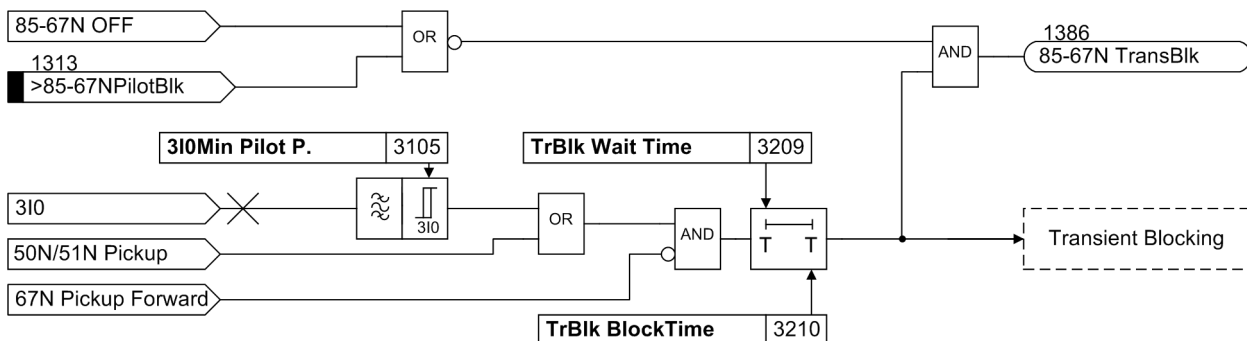 85-67N OFF
1313
>85-67NPilotBlk
OR
AND
1386
85-67N TransBlk
3I0Min Pilot P. 3105
TrBlk Wait Time 3209
3I0
3I0
50N/51N Pickup
67N Pickup Forward
OR
AND
T T
Transient Blocking
TrBlk BlockTime 3210